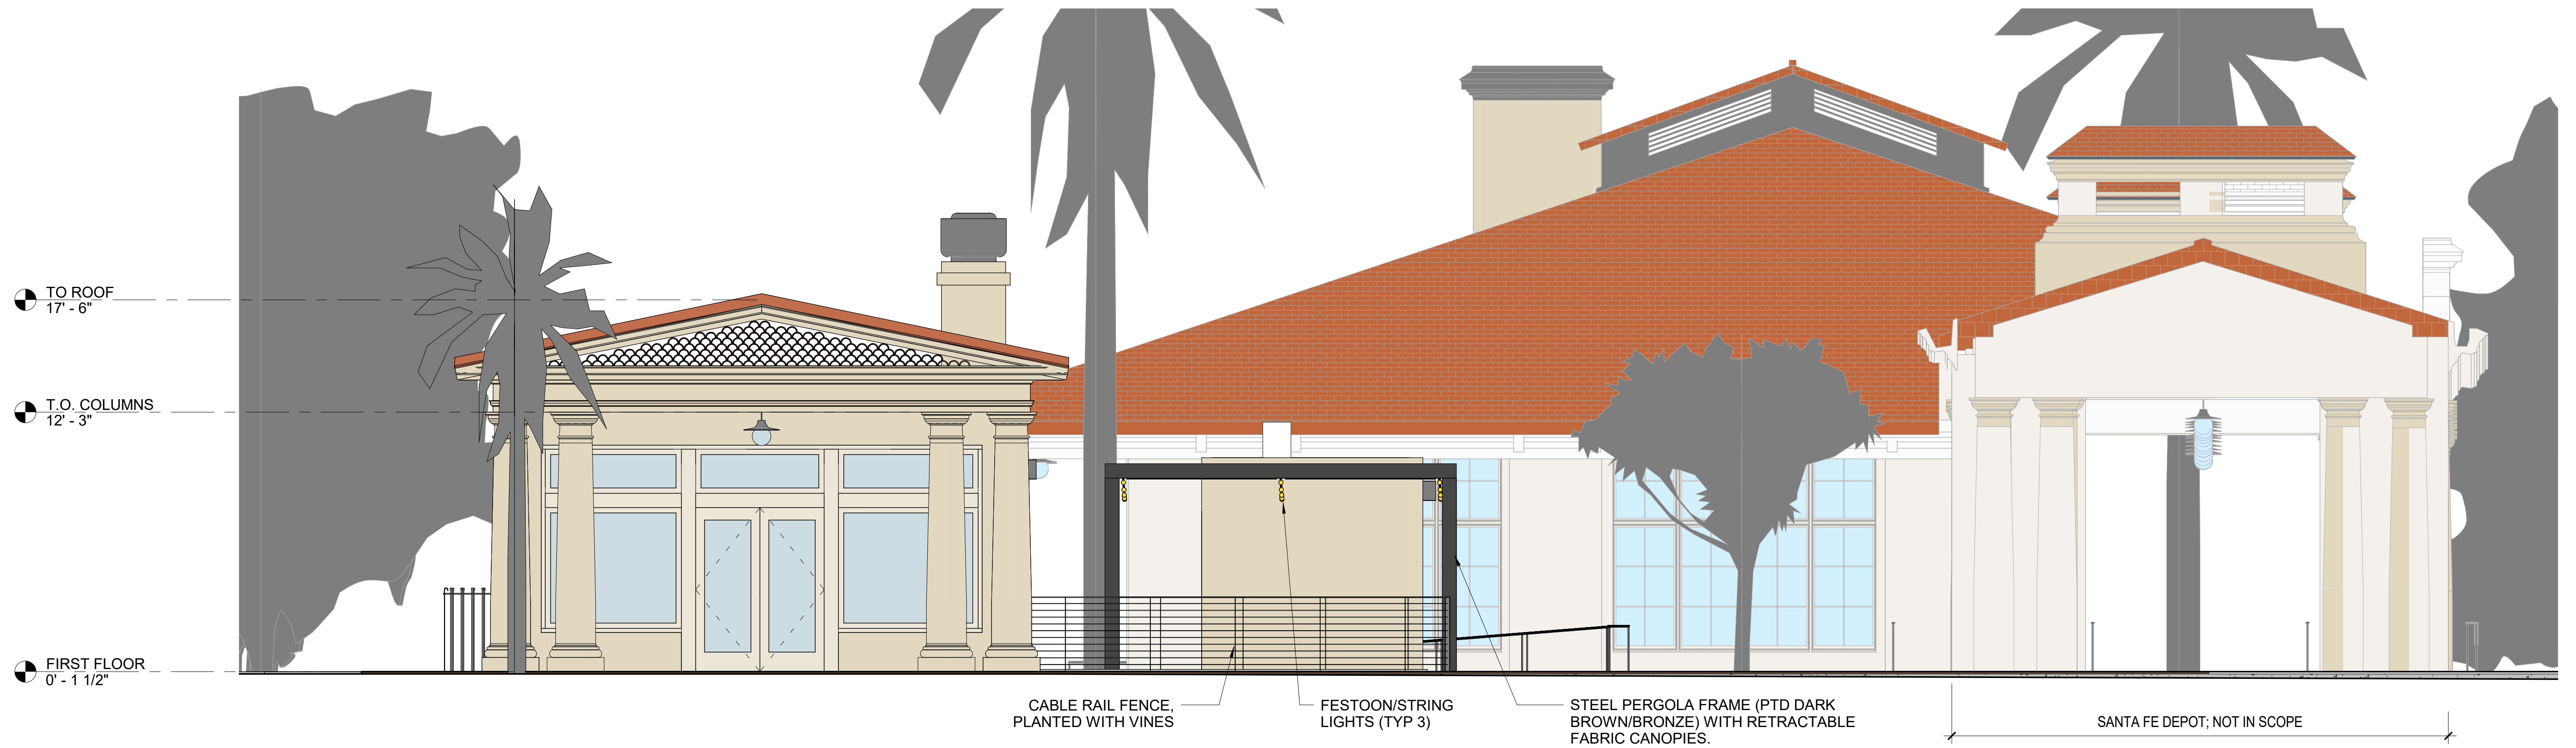 TO ROOF
17' - 6"
T.O. COLUMNS
12' - 3"
FIRST FLOOR
0' - 1 1/2"
CABLE RAIL FENCE,
PLANTED WITH VINES
FESTOON/STRING
LIGHTS (TYP 3)
STEEL PERGOLA FRAME (PTD DARK
BROWN/BRONZE) WITH RETRACTABLE
FABRIC CANOPIES.
SANTA FE DEPOT; NOT IN SCOPE